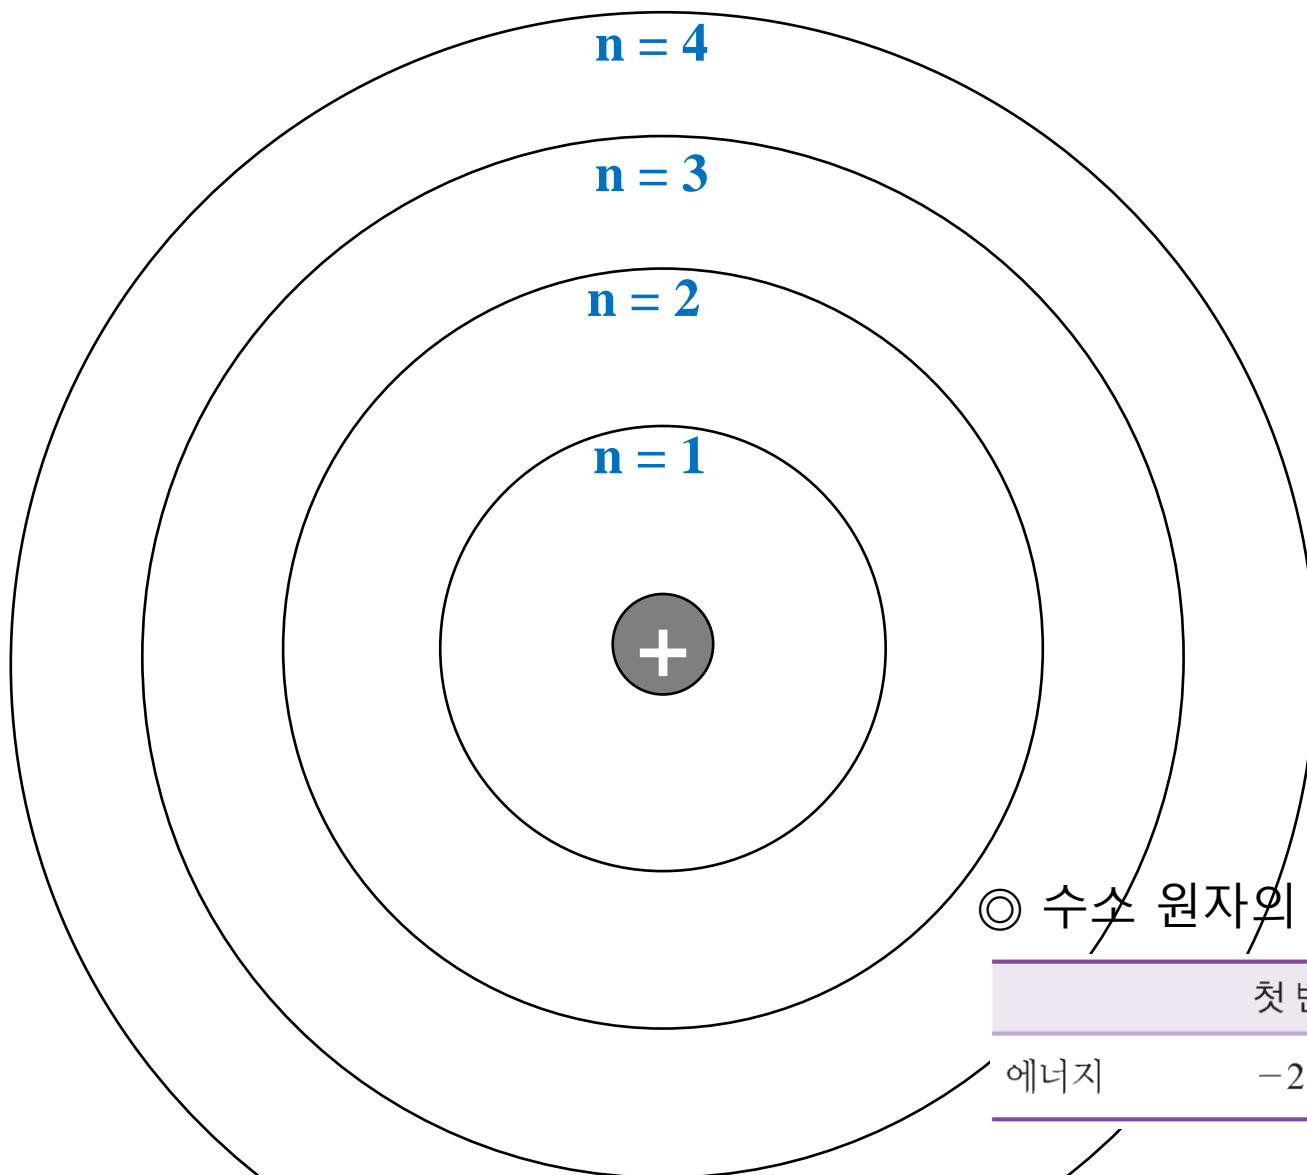 n = 4
n = 3
n = 2
n = 1
+
◎ 수소 원자의
첫
에너지 −2